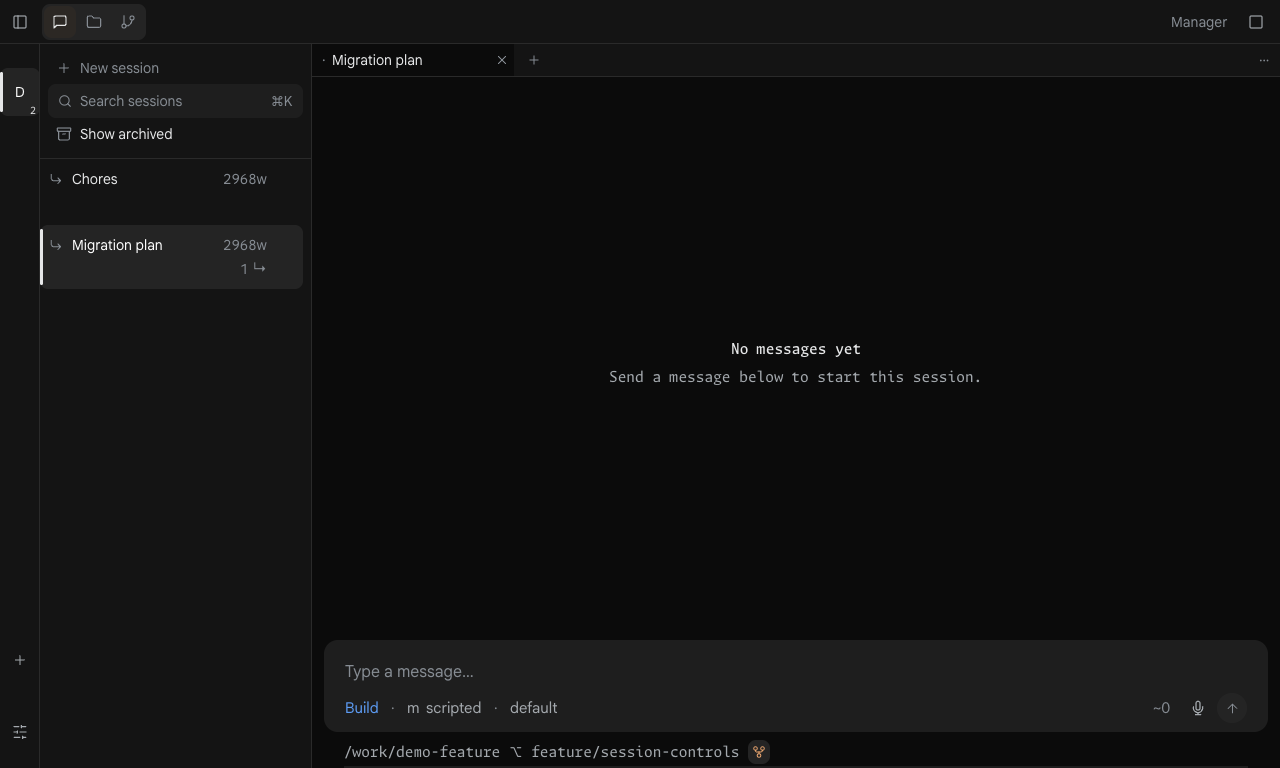 Manager
D
2
New session
Search sessions ⌘K
Show archived
Chores 2968w
Migration plan 2968w
1
· Migration plan
No messages yet
Send a message below to start this session.
Type a message...
Build · m scripted · default ~0
/work/demo-feature ⌥ feature/session-controls